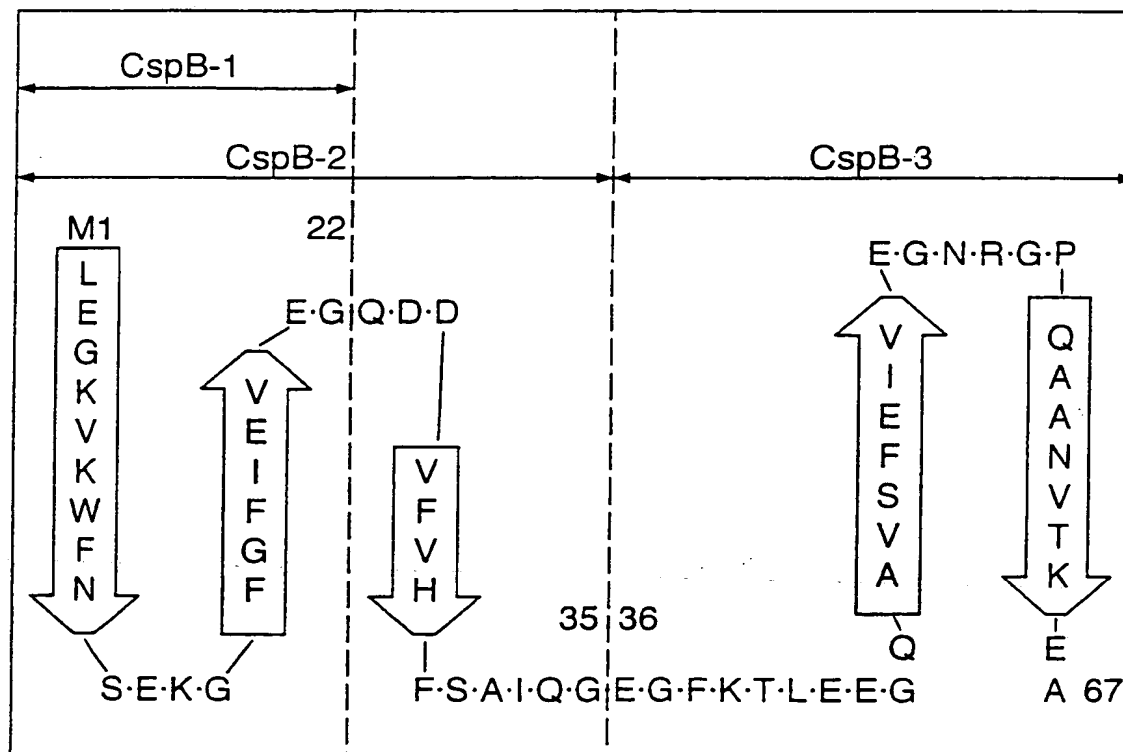 CspB-1
CspB-2
CspB-3
M1
22
L E G K V K W F N
S·E·K·G
V E I F G F
E·G Q·D·D
V F V H
35 36
F·S·A·I·Q·G E·G·F·K·T·L·E·E·G
Q
V I E F S V A
E·G·N·R·G·P
Q A A N V T K
E
A 67